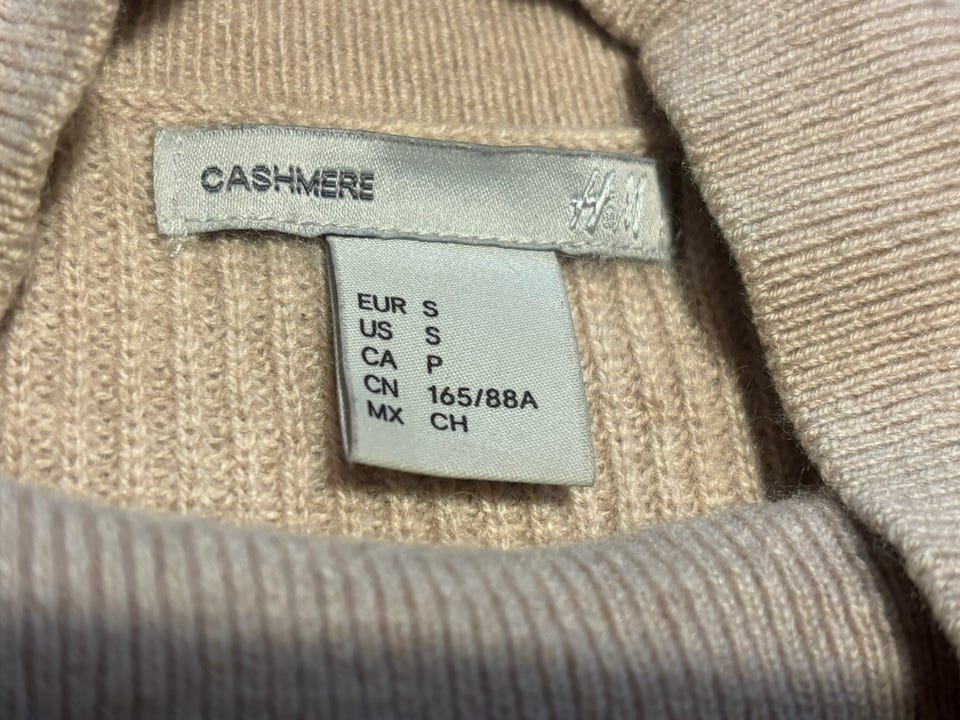 CASHMERE H&M
EUR S
US S
CA P
CN 165/88A
MX CH